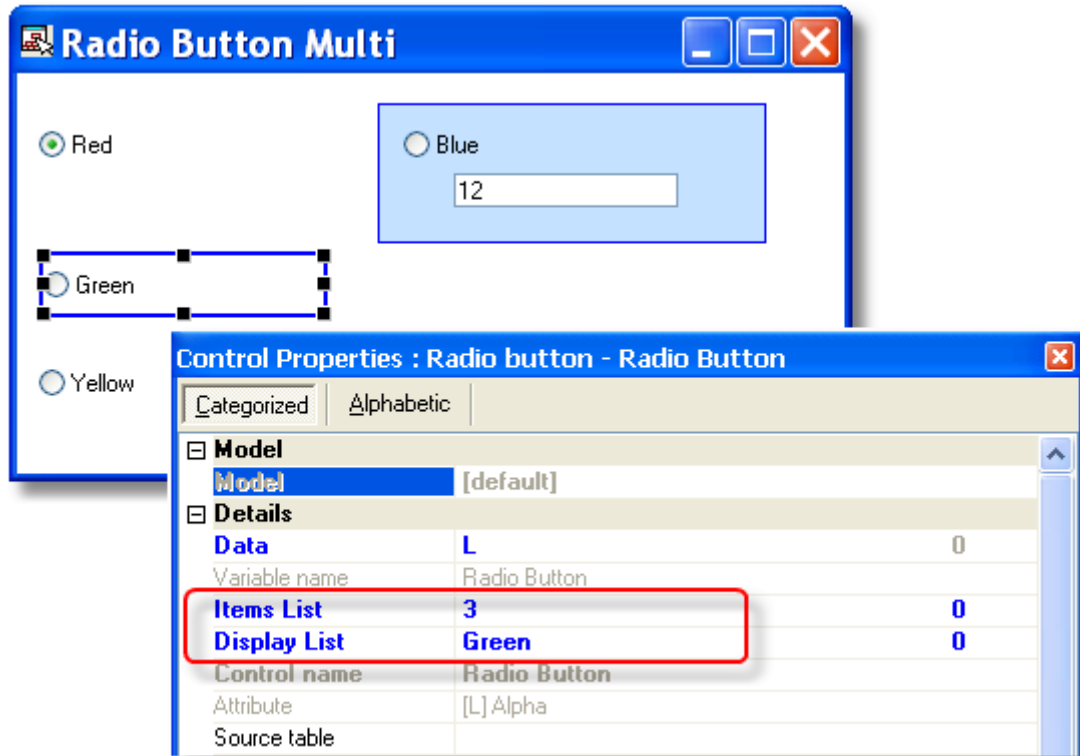 Radio Button Multi
Red
Blue
12
Green
Yellow
Control Properties : Radio button - Radio Button
Categorized Alphabetic
Model
Model [default]
Details
Data L 0
Variable name Radio Button
Items List 3 0
Display List Green 0
Control name Radio Button
Attribute [L] Alpha
Source table